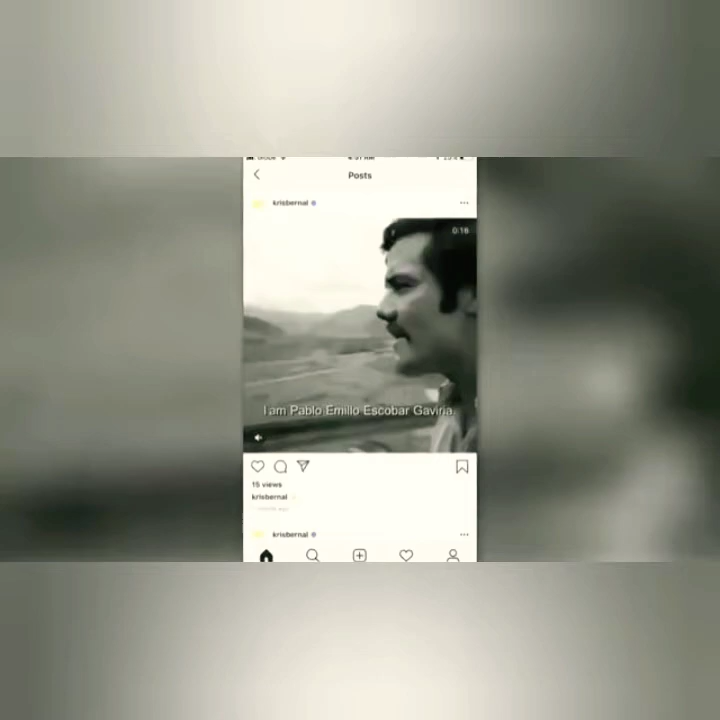 Posts
krisbernal
0:16
I am Pablo Emilio Escobar Gaviria.
15 views
krisbernal
krisbernal